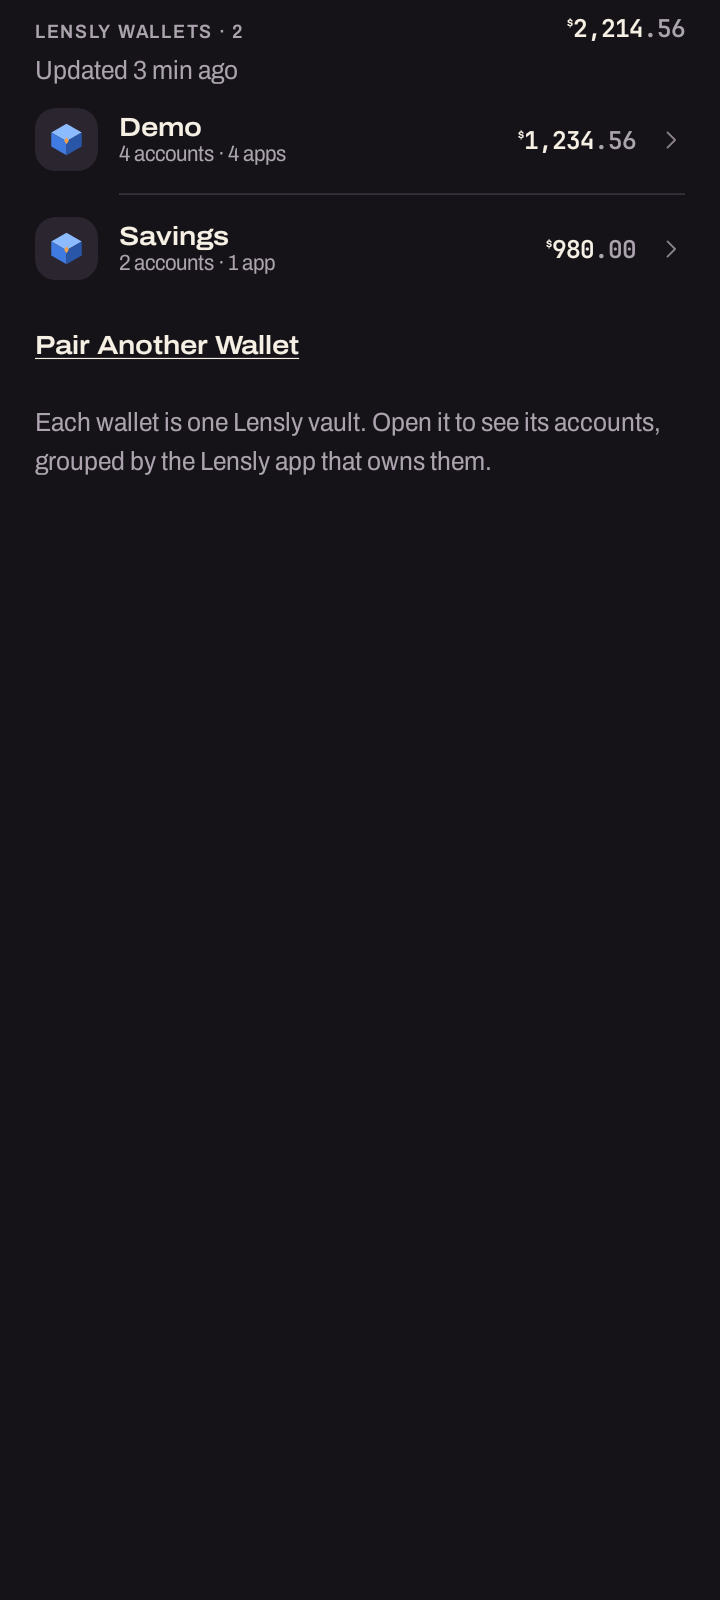 LENSLY WALLETS · 2
$2,214.56
Updated 3 min ago
Demo
$1,234.56
4 accounts · 4 apps
Savings
$980.00
2 accounts · 1 app
Pair Another Wallet
Each wallet is one Lensly vault. Open it to see its accounts,
grouped by the Lensly app that owns them.